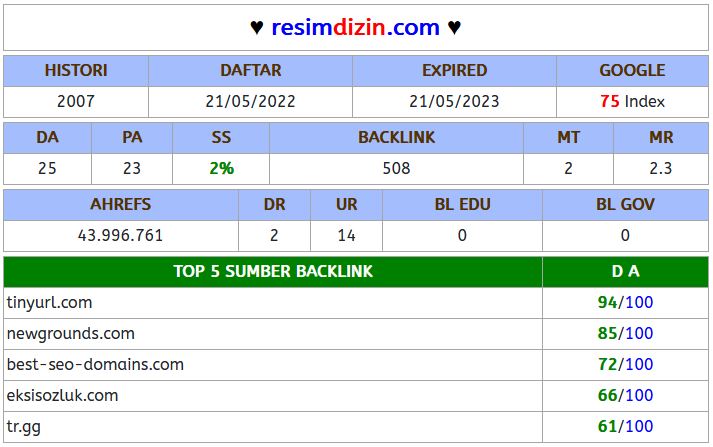 ♥ resimdizin.com ♥
HISTORI DAFTAR EXPIRED GOOGLE
2007 21/05/2022 21/05/2023 75 Index
DA PA SS BACKLINK MT MR
25 23 2% 508 2 2.3
AHREFS DR UR BL EDU BL GOV
43.996.761 2 14 0 0
TOP 5 SUMBER BACKLINK D A
tinyurl.com 94/100
newgrounds.com 85/100
best-seo-domains.com 72/100
eksisozluk.com 66/100
tr.gg 61/100